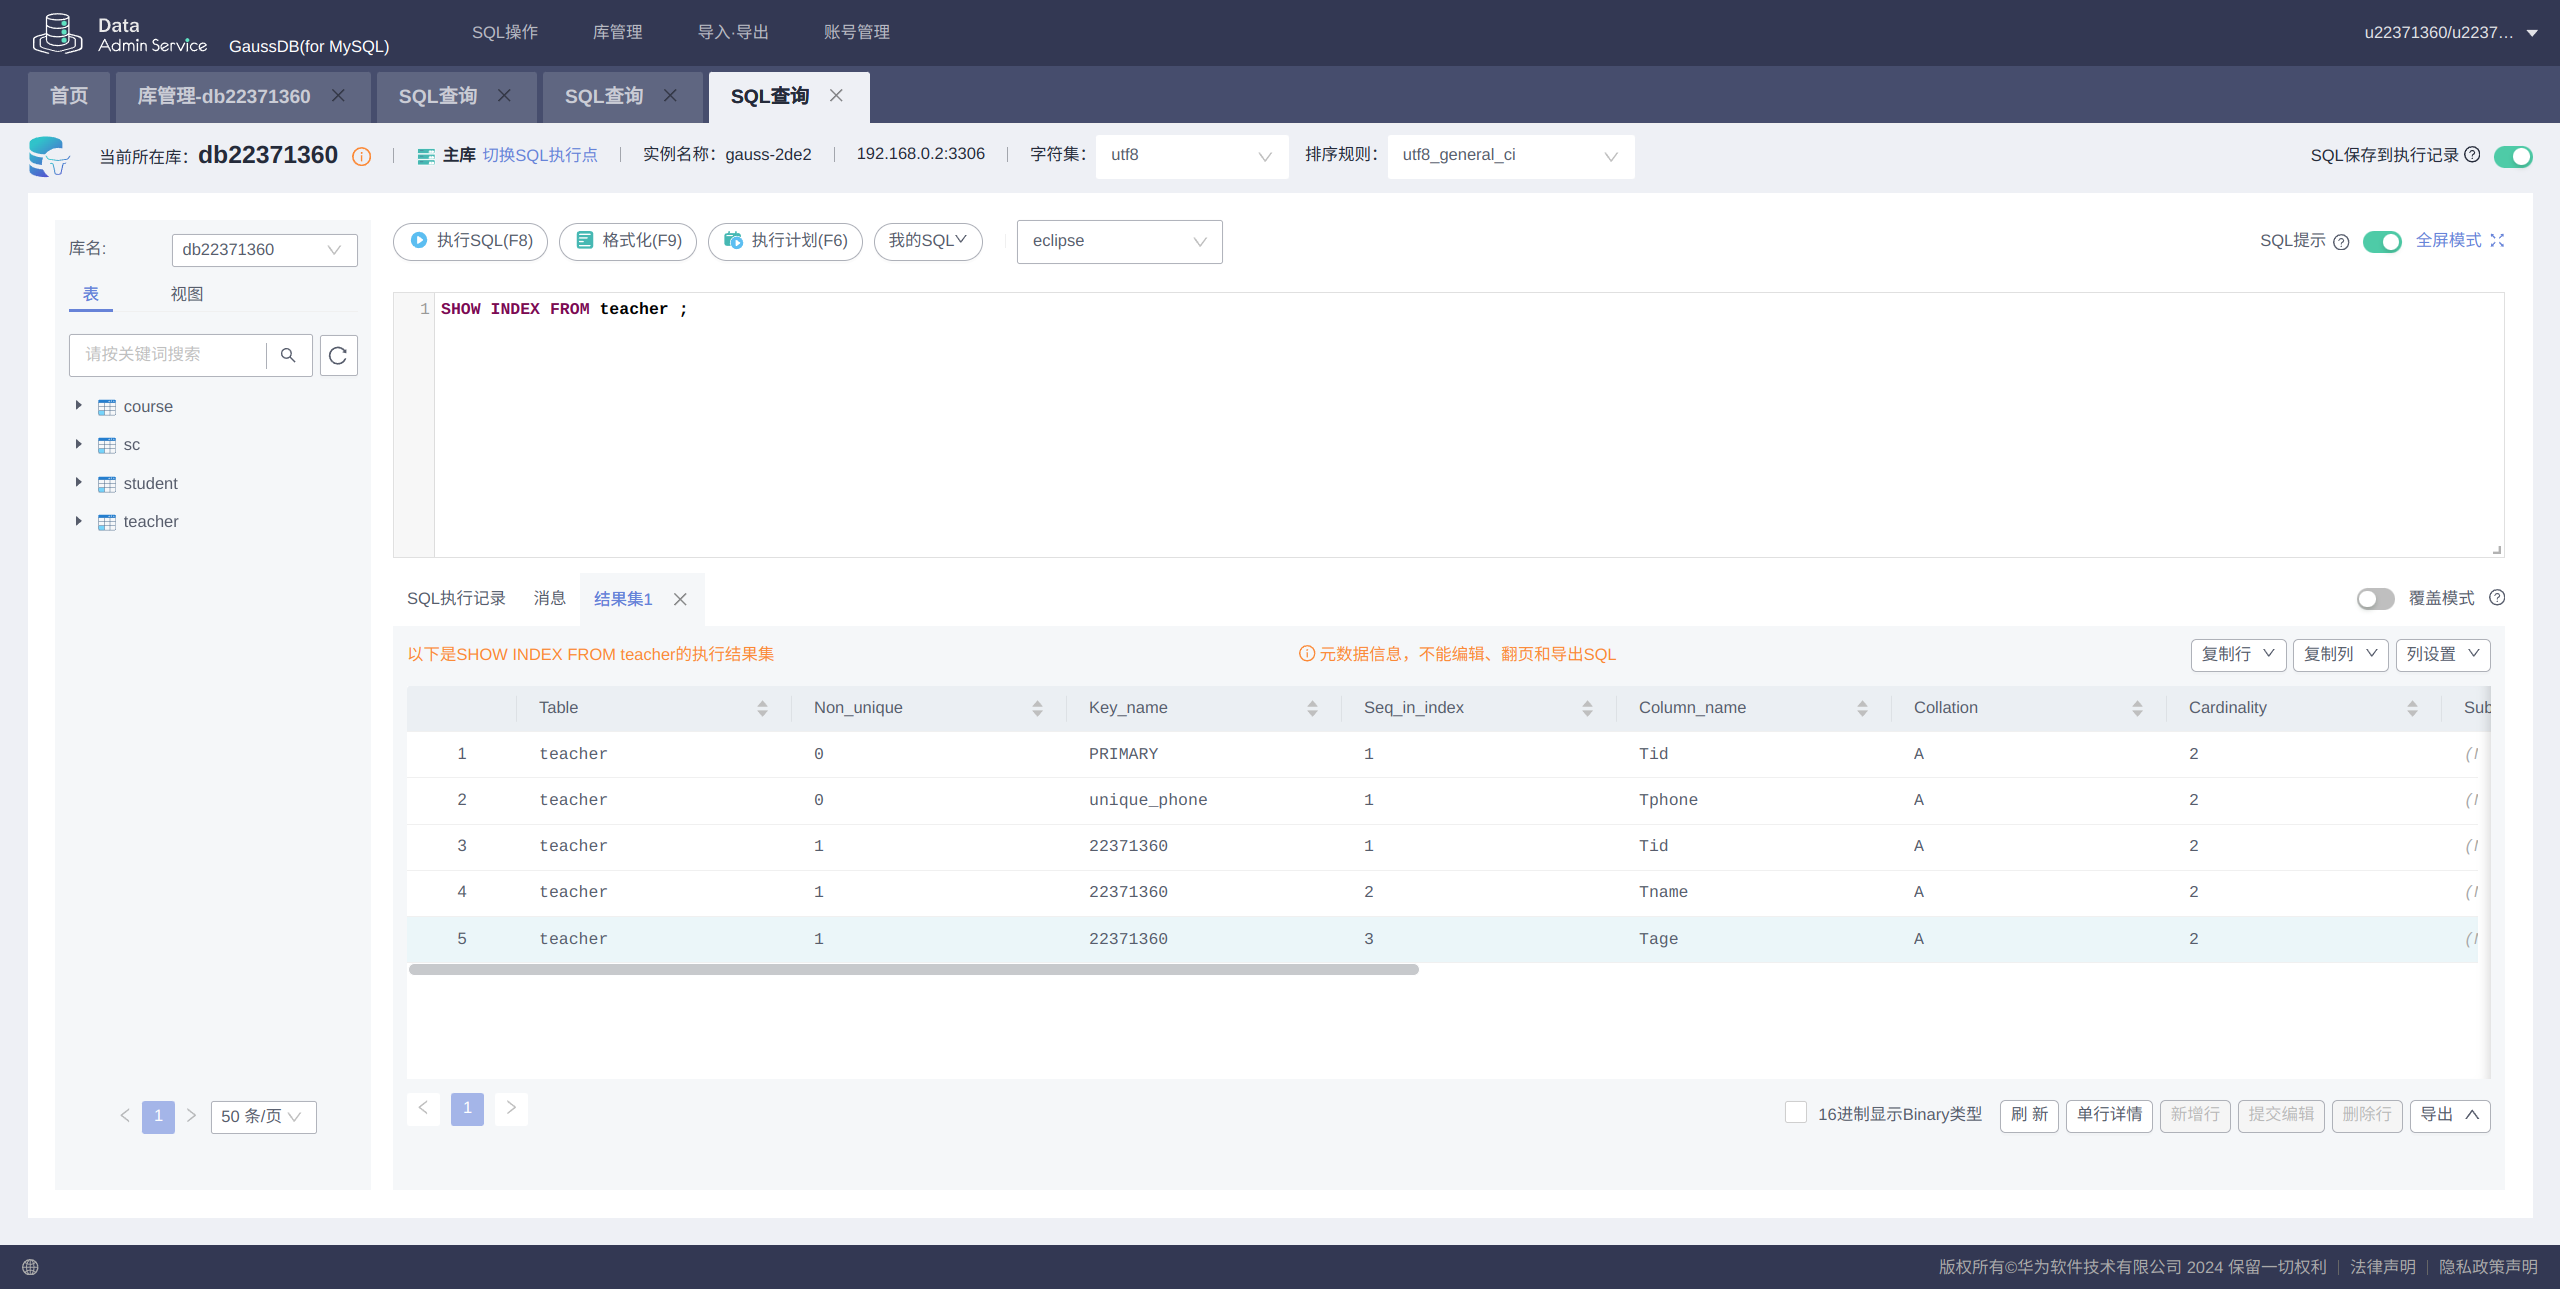 Data
Admin Service GaussDB(for MySQL) SQL操作 库管理 导入·导出 账号管理 u22371360/u2237...
首页 库管理-db22371360 SQL查询 SQL查询 SQL查询
当前所在库: db22371360 主库 切换SQL执行点 实例名称: gauss-2de2 192.168.0.2:3306 字符集: utf8 排序规则: utf8_general_ci SQL保存到执行记录
库名: db22371360 执行SQL(F8) 格式化(F9) 执行计划(F6) 我的SQL eclipse SQL提示 全屏模式
表 视图
请按关键词搜索
course
sc
student
teacher
1 SHOW INDEX FROM teacher ;
SQL执行记录 消息 结果集1 覆盖模式
以下是SHOW INDEX FROM teacher的执行结果集 元数据信息，不能编辑、翻页和导出SQL 复制行 复制列 列设置
Table Non_unique Key_name Seq_in_index Column_name Collation Cardinality Sub
1 teacher 0 PRIMARY 1 Tid A 2
2 teacher 0 unique_phone 1 Tphone A 2
3 teacher 1 22371360 1 Tid A 2
4 teacher 1 22371360 2 Tname A 2
5 teacher 1 22371360 3 Tage A 2
1 16进制显示Binary类型 刷 新 单行详情 新增行 提交编辑 删除行 导出
1 50 条/页
版权所有©华为软件技术有限公司 2024 保留一切权利 | 法律声明 | 隐私政策声明